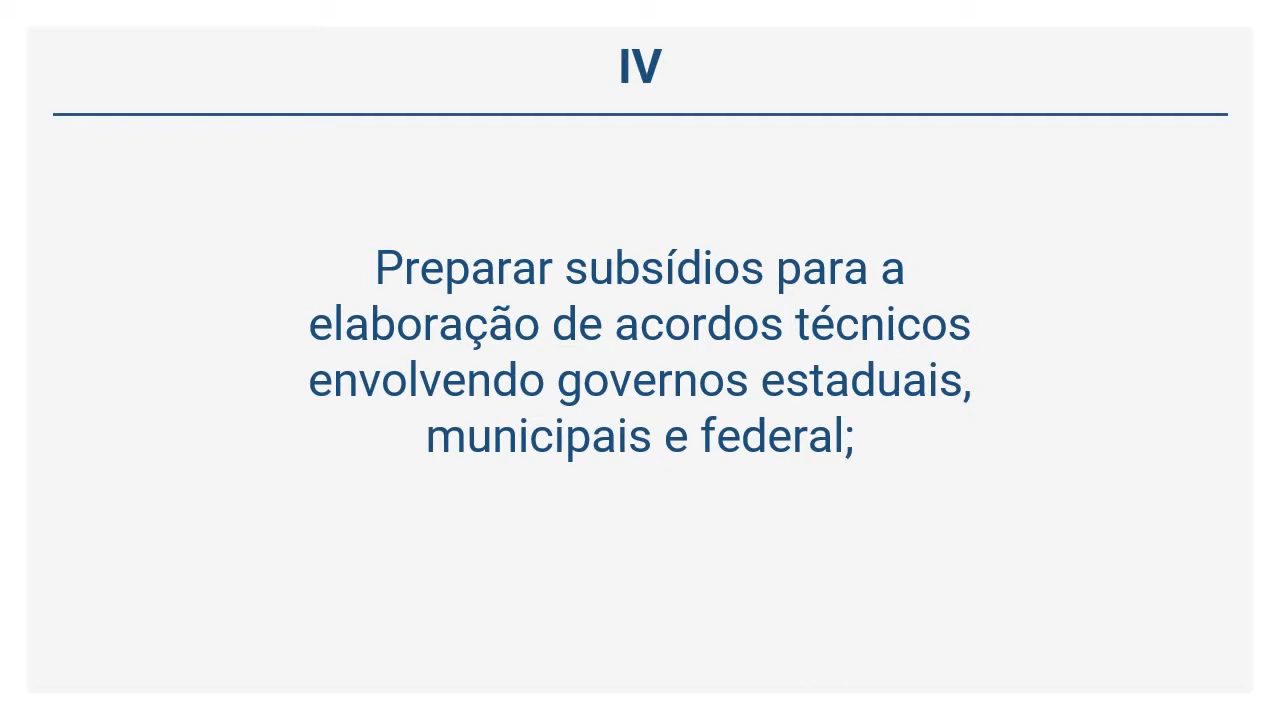 IV
Preparar subsídios para a
elaboração de acordos técnicos
envolvendo governos estaduais,
municipais e federal;